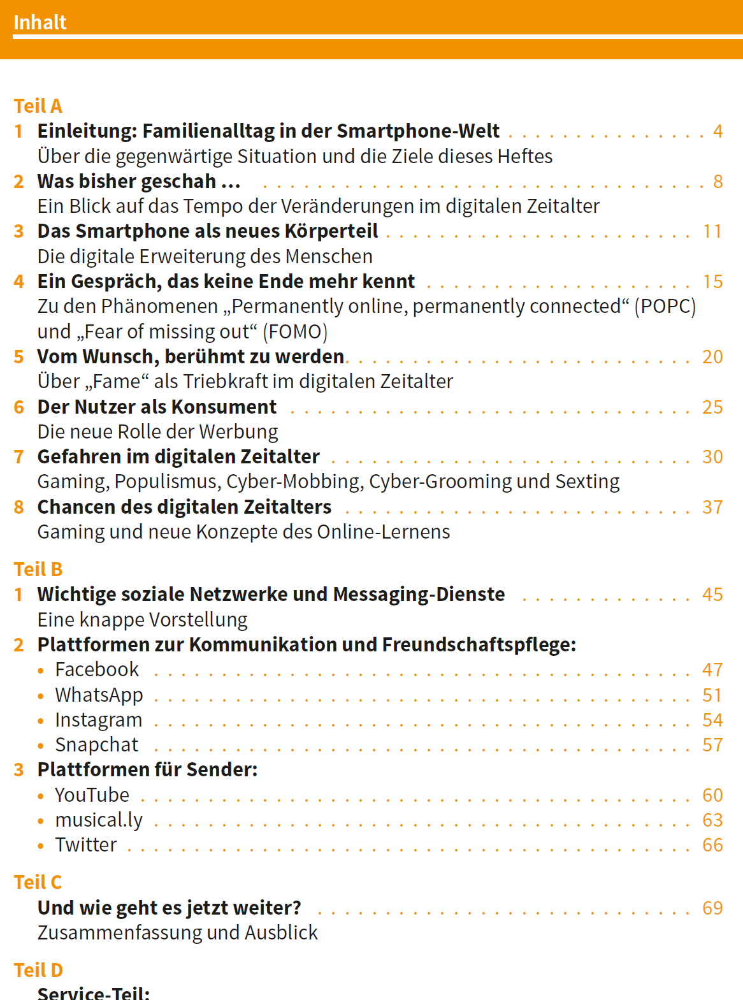 Inhalt
Teil A
1 Einleitung: Familienalltag in der Smartphone-Welt . . . . . . . . . . . . . . . 4
Über die gegenwärtige Situation und die Ziele dieses Heftes
2 Was bisher geschah ... . . . . . . . . . . . . . . . . . . . . . . . . . . . . . . . . . 8
Ein Blick auf das Tempo der Veränderungen im digitalen Zeitalter
3 Das Smartphone als neues Körperteil . . . . . . . . . . . . . . . . . . . . . . . 11
Die digitale Erweiterung des Menschen
4 Ein Gespräch, das keine Ende mehr kennt . . . . . . . . . . . . . . . . . . . . 15
Zu den Phänomenen „Permanently online, permanently connected“ (POPC)
und „Fear of missing out“ (FOMO)
5 Vom Wunsch, berühmt zu werden. . . . . . . . . . . . . . . . . . . . . . . . . . 20
Über „Fame“ als Triebkraft im digitalen Zeitalter
6 Der Nutzer als Konsument . . . . . . . . . . . . . . . . . . . . . . . . . . . . . . 25
Die neue Rolle der Werbung
7 Gefahren im digitalen Zeitalter . . . . . . . . . . . . . . . . . . . . . . . . . . . 30
Gaming, Populismus, Cyber-Mobbing, Cyber-Grooming und Sexting
8 Chancen des digitalen Zeitalters . . . . . . . . . . . . . . . . . . . . . . . . . . 37
Gaming und neue Konzepte des Online-Lernens
Teil B
1 Wichtige soziale Netzwerke und Messaging-Dienste . . . . . . . . . . . . . 45
Eine knappe Vorstellung
2 Plattformen zur Kommunikation und Freundschaftspflege:
• Facebook . . . . . . . . . . . . . . . . . . . . . . . . . . . . . . . . . . . . . . . . 47
• WhatsApp . . . . . . . . . . . . . . . . . . . . . . . . . . . . . . . . . . . . . . . . 51
• Instagram . . . . . . . . . . . . . . . . . . . . . . . . . . . . . . . . . . . . . . . . 54
• Snapchat . . . . . . . . . . . . . . . . . . . . . . . . . . . . . . . . . . . . . . . . 57
3 Plattformen für Sender:
• YouTube . . . . . . . . . . . . . . . . . . . . . . . . . . . . . . . . . . . . . . . . . 60
• musical.ly . . . . . . . . . . . . . . . . . . . . . . . . . . . . . . . . . . . . . . . . 63
• Twitter . . . . . . . . . . . . . . . . . . . . . . . . . . . . . . . . . . . . . . . . . . 66
Teil C
Und wie geht es jetzt weiter? . . . . . . . . . . . . . . . . . . . . . . . . . . . . 69
Zusammenfassung und Ausblick
Teil D
Service-Teil: